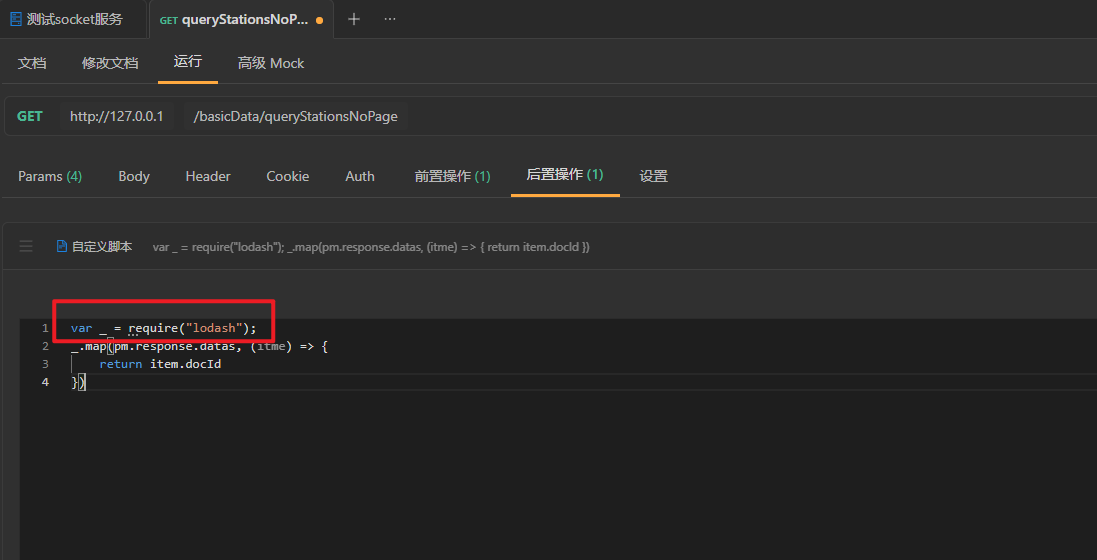 测试socket服务
GET queryStationsNoP...
文档 修改文档 运行 高级 Mock
GET http://127.0.0.1 /basicData/queryStationsNoPage
Params (4) Body Header Cookie Auth 前置操作 (1) 后置操作 (1) 设置
自定义脚本 var _ = require("lodash"); _.map(pm.response.datas, (itme) => { return item.docId })
1 var _ = require("lodash");
2 _.map(pm.response.datas, (itme) => {
3 return item.docId
4 })